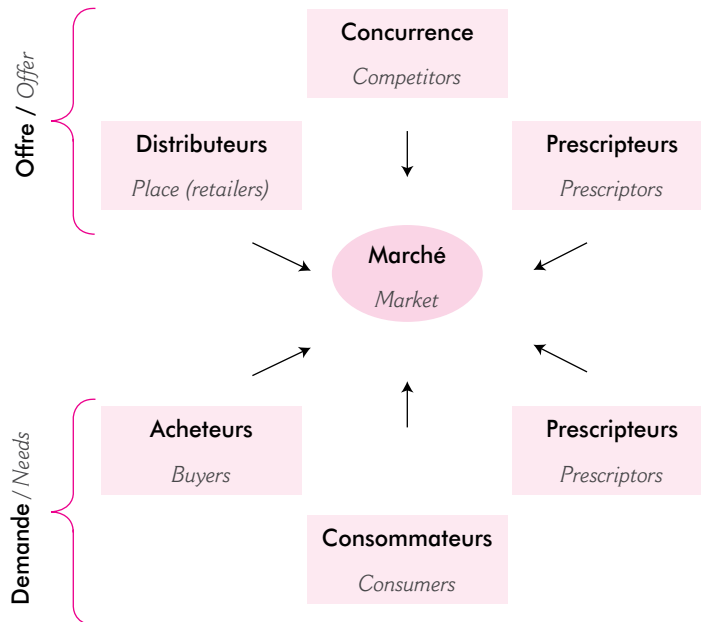 Offre / Offer
Concurrence
Competitors
Distributeurs
Place (retailers)
Prescripteurs
Prescriptors
Marché
Market
Demande / Needs
Acheteurs
Buyers
Prescripteurs
Prescriptors
Consommateurs
Consumers